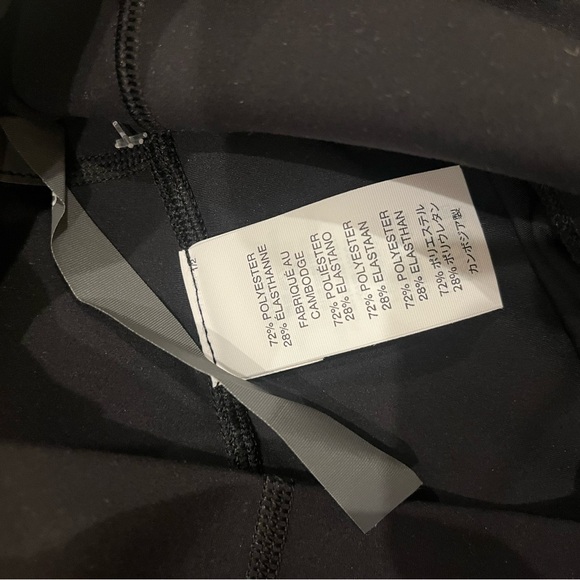 1/2
72% POLYESTER
28% ÉLASTHANNE
FABRIQUÉ AU
CAMBODGE
72% POLIÉSTER
28% ELASTANO
72% POLYESTER
28% ELASTAAN
72% POLYESTER
28% ELASTHAN
72% ポリエステル
28% ポリウレタン
カンボジア製